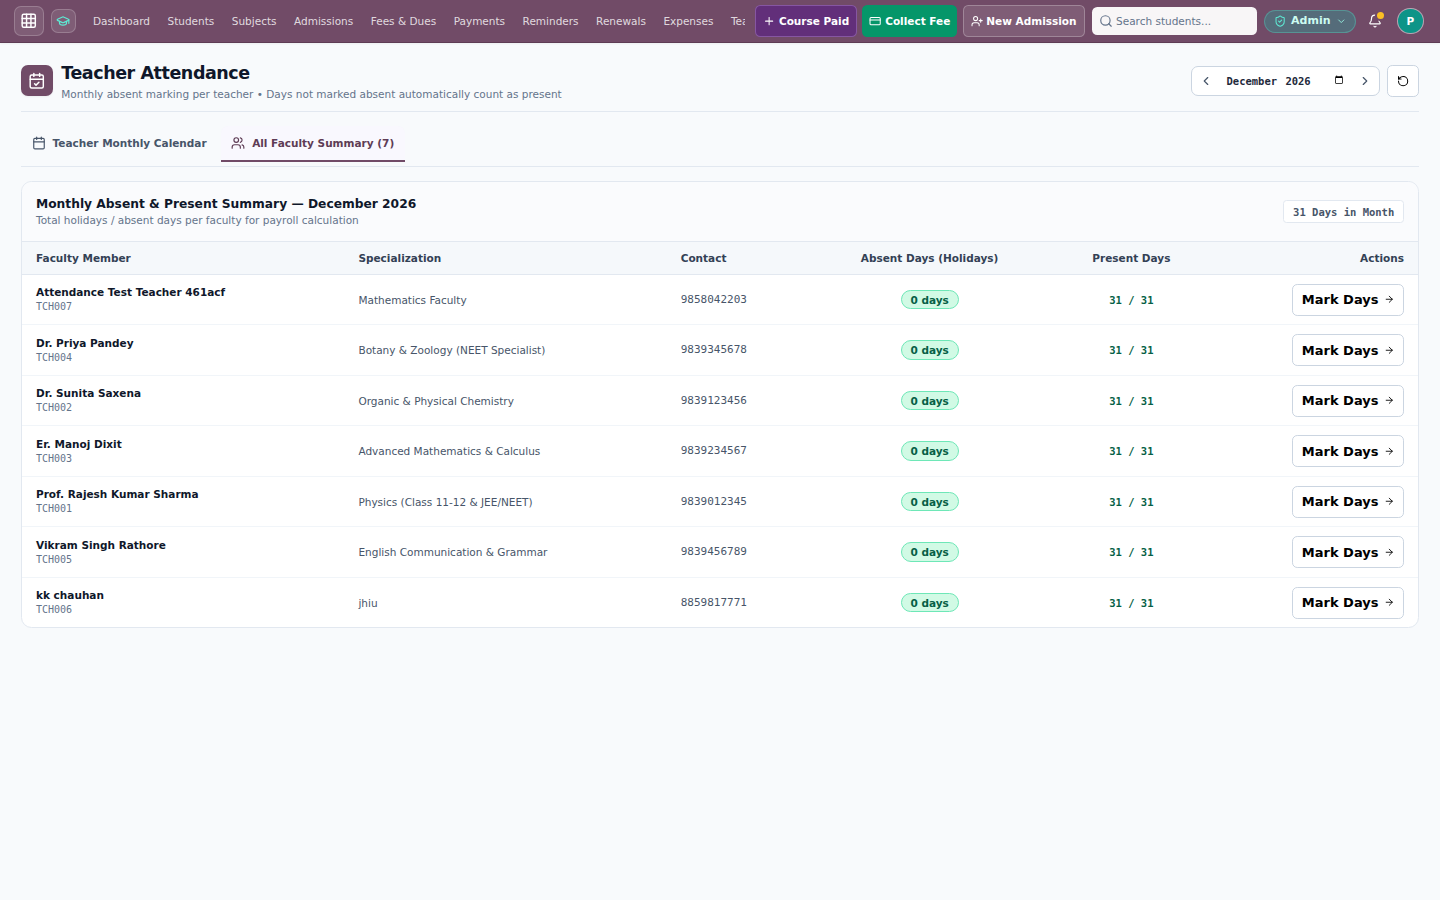 Dashboard Students Subjects Admissions Fees & Dues Payments Reminders Renewals Expenses Course Paid Collect Fee New Admission Search students... Admin P
Teacher Attendance
Monthly absent marking per teacher • Days not marked absent automatically count as present
December 2026
Teacher Monthly Calendar All Faculty Summary (7)
Monthly Absent & Present Summary — December 2026
Total holidays / absent days per faculty for payroll calculation
31 Days in Month
Faculty Member Specialization Contact Absent Days (Holidays) Present Days Actions
Attendance Test Teacher 461acf
TCH007
Mathematics Faculty 9858042203 0 days 31 / 31 Mark Days
Dr. Priya Pandey
TCH004
Botany & Zoology (NEET Specialist) 9839345678 0 days 31 / 31 Mark Days
Dr. Sunita Saxena
TCH002
Organic & Physical Chemistry 9839123456 0 days 31 / 31 Mark Days
Er. Manoj Dixit
TCH003
Advanced Mathematics & Calculus 9839234567 0 days 31 / 31 Mark Days
Prof. Rajesh Kumar Sharma
TCH001
Physics (Class 11-12 & JEE/NEET) 9839012345 0 days 31 / 31 Mark Days
Vikram Singh Rathore
TCH005
English Communication & Grammar 9839456789 0 days 31 / 31 Mark Days
kk chauhan
TCH006
jhiu 8859817771 0 days 31 / 31 Mark Days